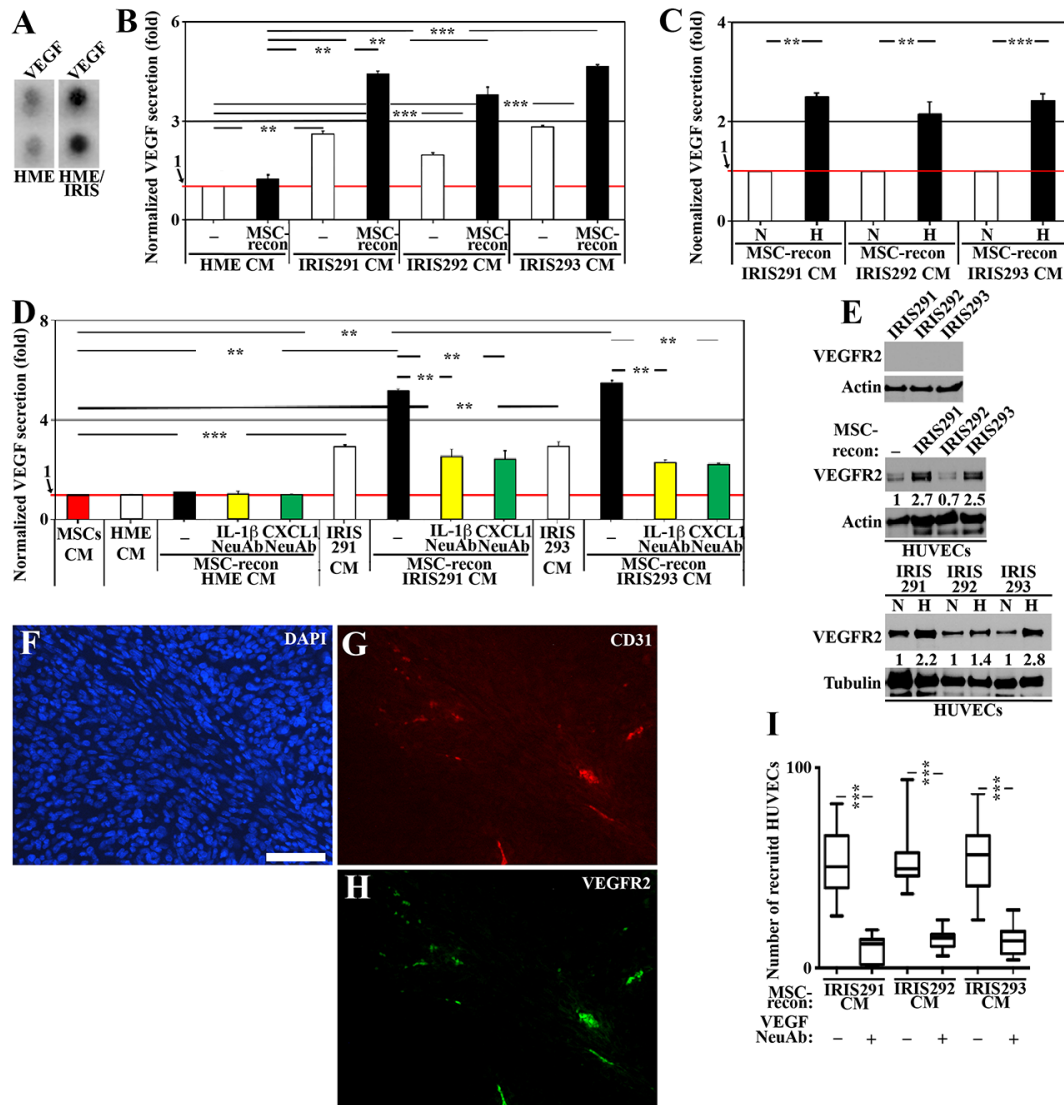 A
VEGF VEGF
HME HME/
IRIS
B
Normalized VEGF secretion (fold)
6
3
1
0
** ** ***
*** ***
**
– MSC-
recon – MSC-
recon – MSC-
recon – MSC-
recon
HME CM IRIS291 CM IRIS292 CM IRIS293 CM
C
Noemalized VEGF secretion (fold)
4
2
1
0
** ** ***
N H N H N H
MSC-recon MSC-recon MSC-recon
IRIS291 CM IRIS292 CM IRIS293 CM
D
Normalized VEGF secretion (fold)
8
4
1
0
** **
** ** **
** **
***
MSCs
CM
HME
CM
– IL-1β
NeuAb CXCL1
NeuAb
MSC-recon
HME CM
IRIS
291
CM
– IL-1β
NeuAb CXCL1
NeuAb
MSC-recon
IRIS291 CM
IRIS
293
CM
– IL-1β
NeuAb CXCL1
NeuAb
MSC-recon
IRIS293 CM
E
IRIS291 IRIS292 IRIS293
VEGFR2
Actin
MSC-
recon: – IRIS291 IRIS292 IRIS293
VEGFR2
1 2.7 0.7 2.5
Actin
HUVECs
IRIS IRIS IRIS
291 292 293
N H N H N H
VEGFR2
1 2.2 1 1.4 1 2.8
Tubulin
HUVECs
F DAPI
G CD31
H VEGFR2
I
Number of recruitd HUVECs
100
0
*** *** ***
MSC-
recon: IRIS291 IRIS292 IRIS293
CM CM CM
VEGF
NeuAb: – + – + – +